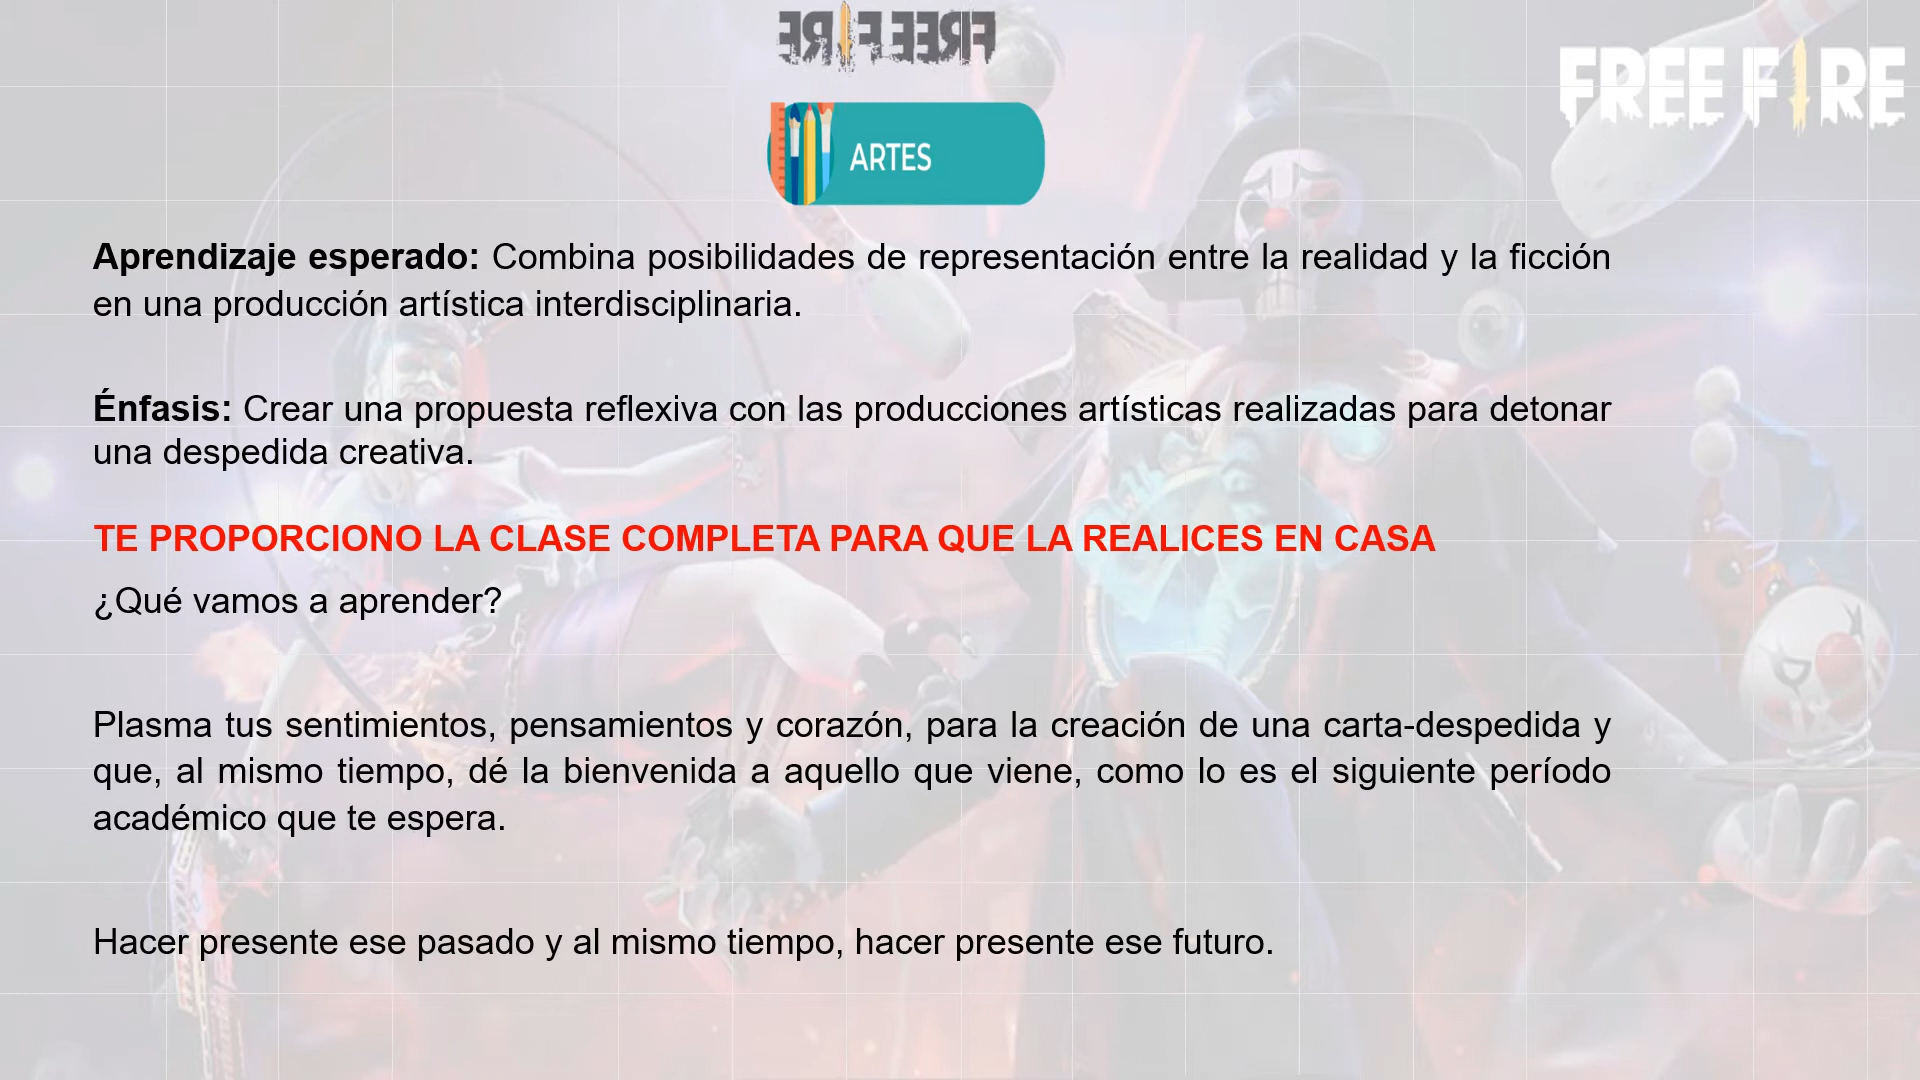 FREE FIRE
FREE FIRE
ARTES
Aprendizaje esperado: Combina posibilidades de representación entre la realidad y la ficción
en una producción artística interdisciplinaria.
Énfasis: Crear una propuesta reflexiva con las producciones artísticas realizadas para detonar
una despedida creativa.
TE PROPORCIONO LA CLASE COMPLETA PARA QUE LA REALICES EN CASA
¿Qué vamos a aprender?
Plasma tus sentimientos, pensamientos y corazón, para la creación de una carta-despedida y
que, al mismo tiempo, dé la bienvenida a aquello que viene, como lo es el siguiente período
académico que te espera.
Hacer presente ese pasado y al mismo tiempo, hacer presente ese futuro.